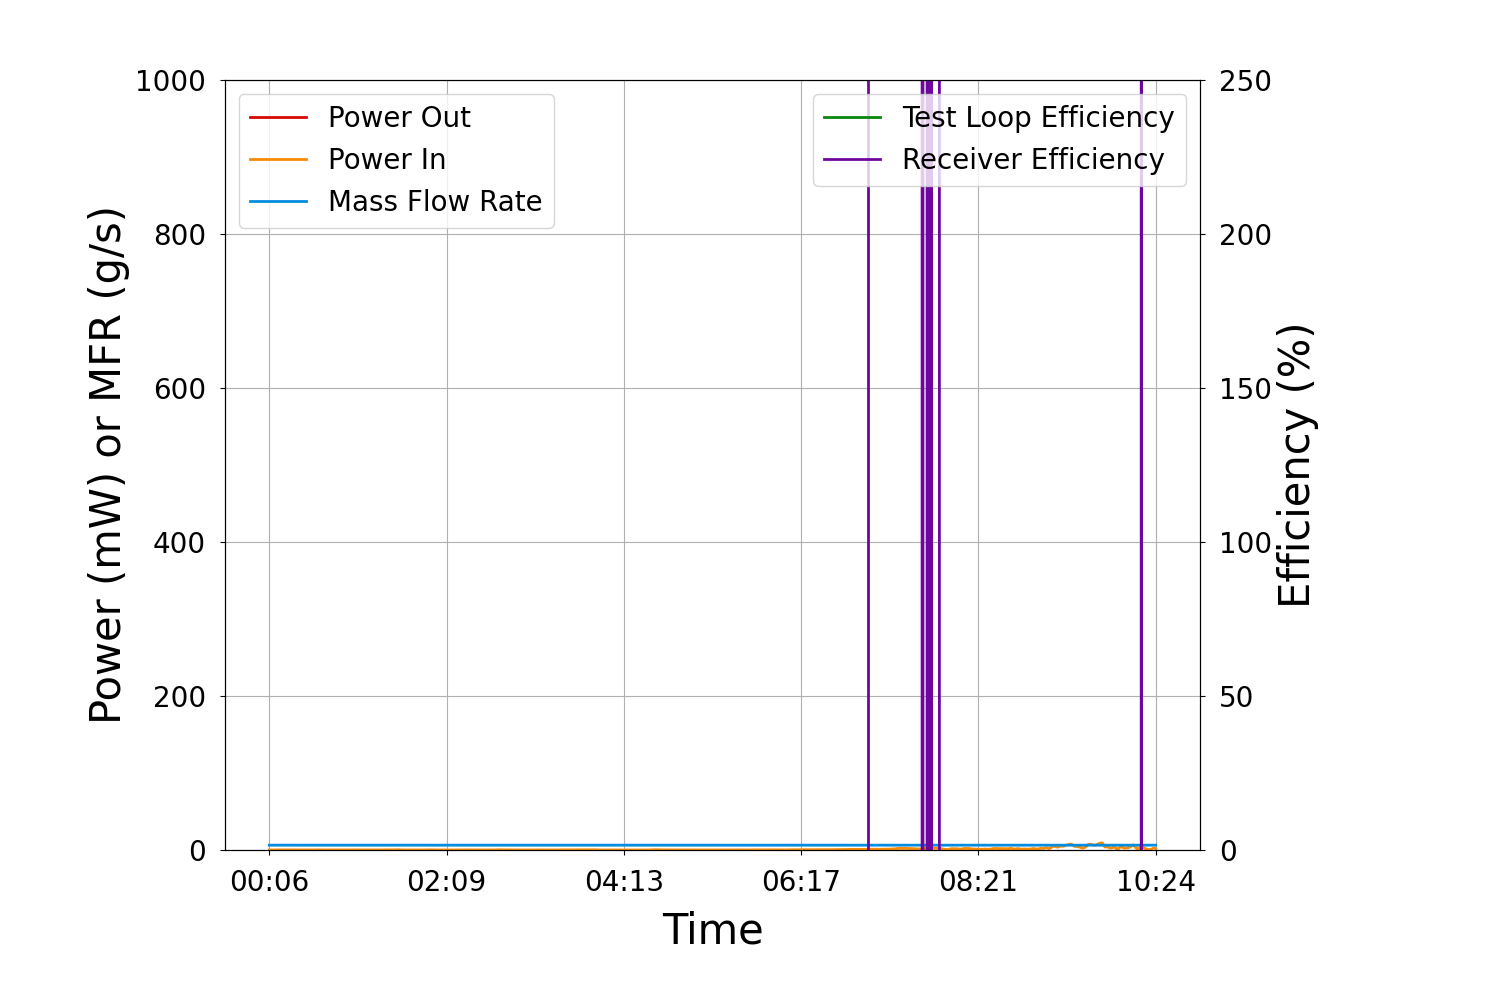 Power Out
Power In
Mass Flow Rate
Test Loop Efficiency
Receiver Efficiency
1000
800
600
400
200
0
250
200
150
100
50
0
Power (mW) or MFR (g/s)
Efficiency (%)
00:06 02:09 04:13 06:17 08:21 10:24
Time